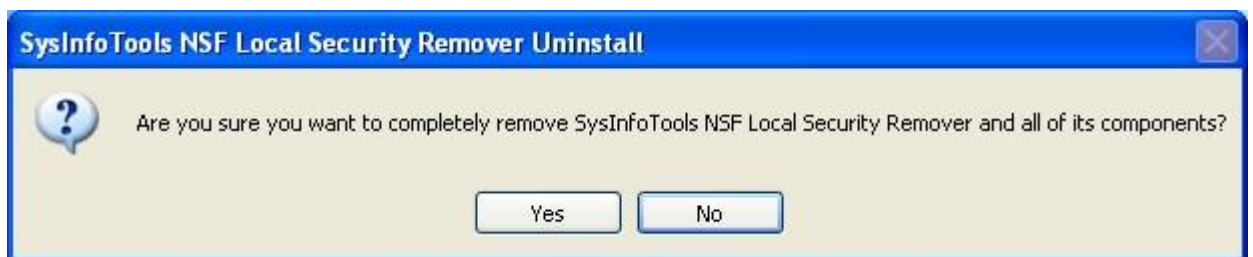 SysInfoTools NSF Local Security Remover Uninstall
Are you sure you want to completely remove SysInfoTools NSF Local Security Remover and all of its components?
Yes
No